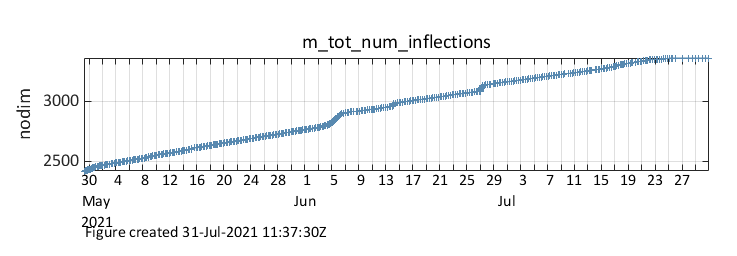 m_tot_num_inflections
nodim
3000
2500
30 4 8 12 16 20 24 28 1 5 9 13 17 21 25 29 3 7 11 15 19 23 27
May Jun Jul
2021
Figure created 31-Jul-2021 11:37:30Z